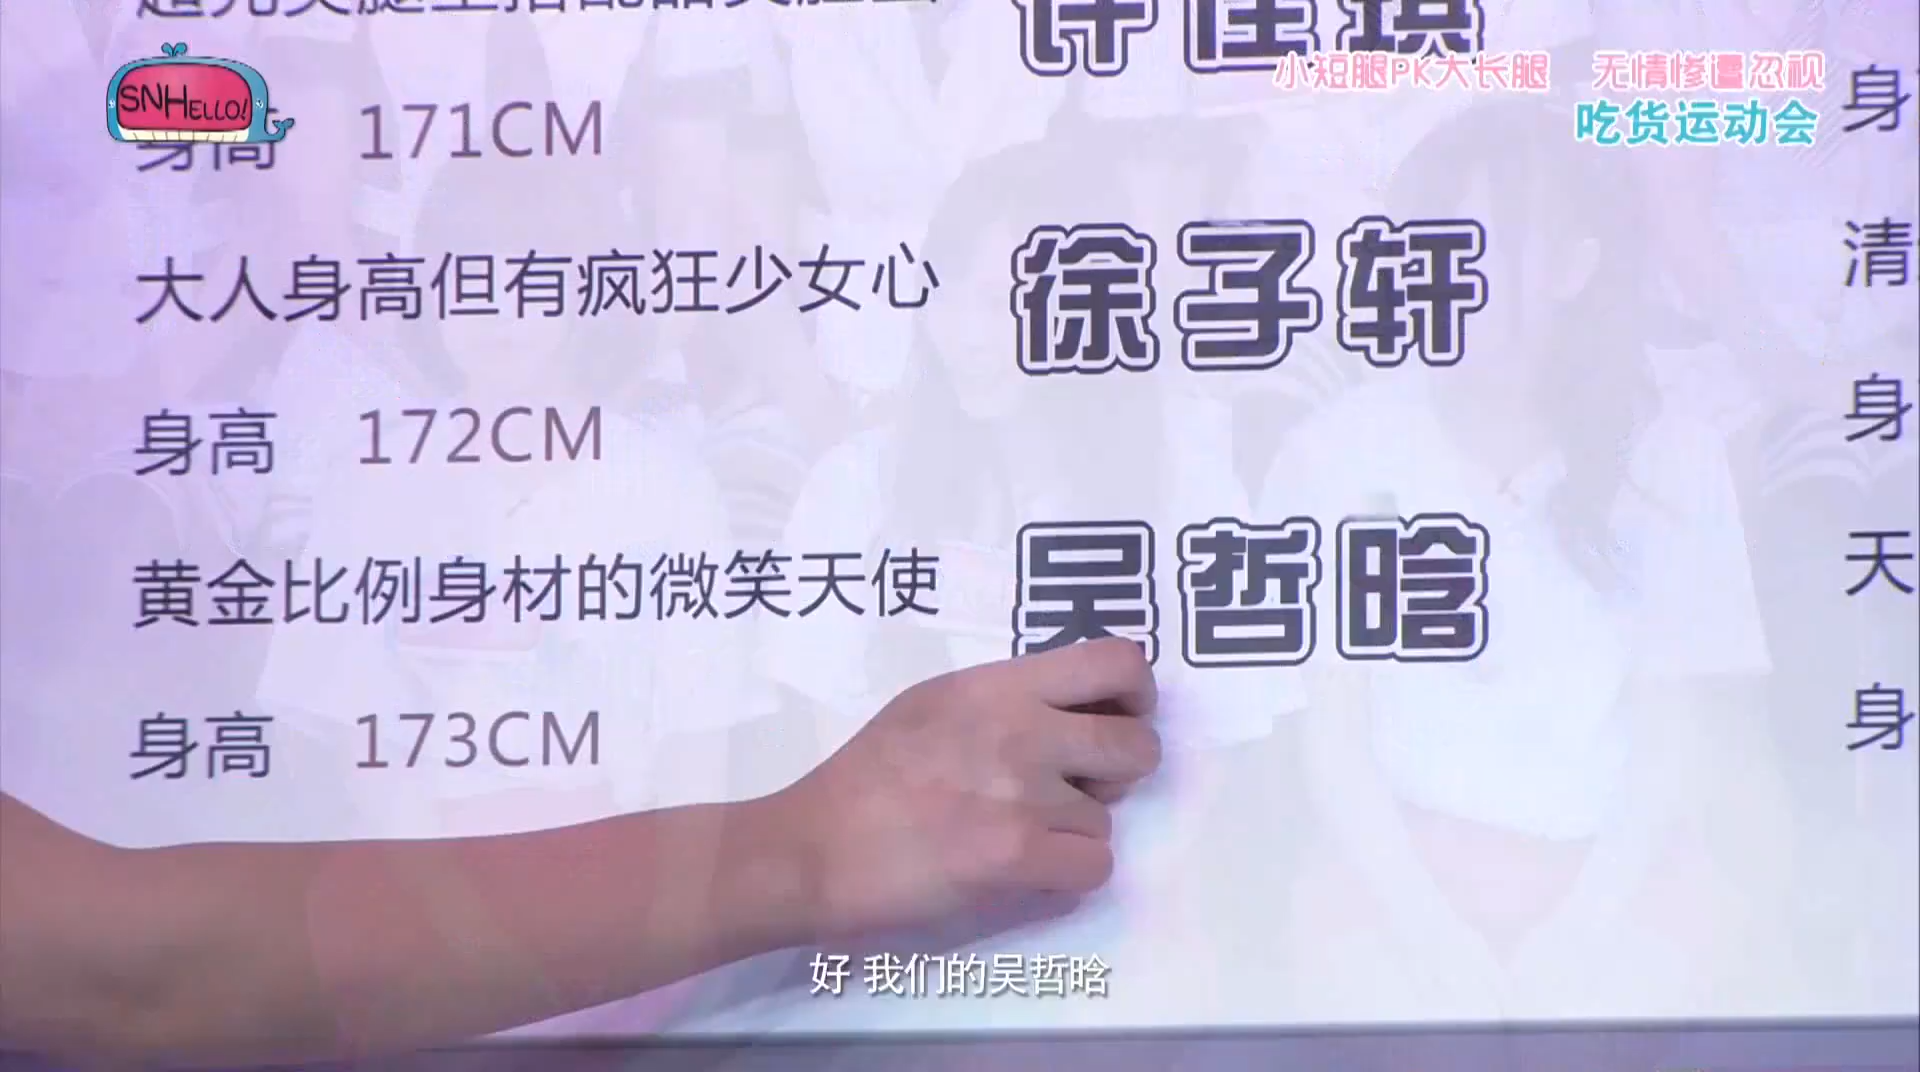 许佳琪
SNHELLO!
小短腿PK大长腿 无情惨遭忽视
吃货运动会
身高 171CM
身
大人身高但有疯狂少女心
徐子轩
清
身高 172CM
身
黄金比例身材的微笑天使
吴哲晗
天
身高 173CM
身
好 我们的吴哲晗